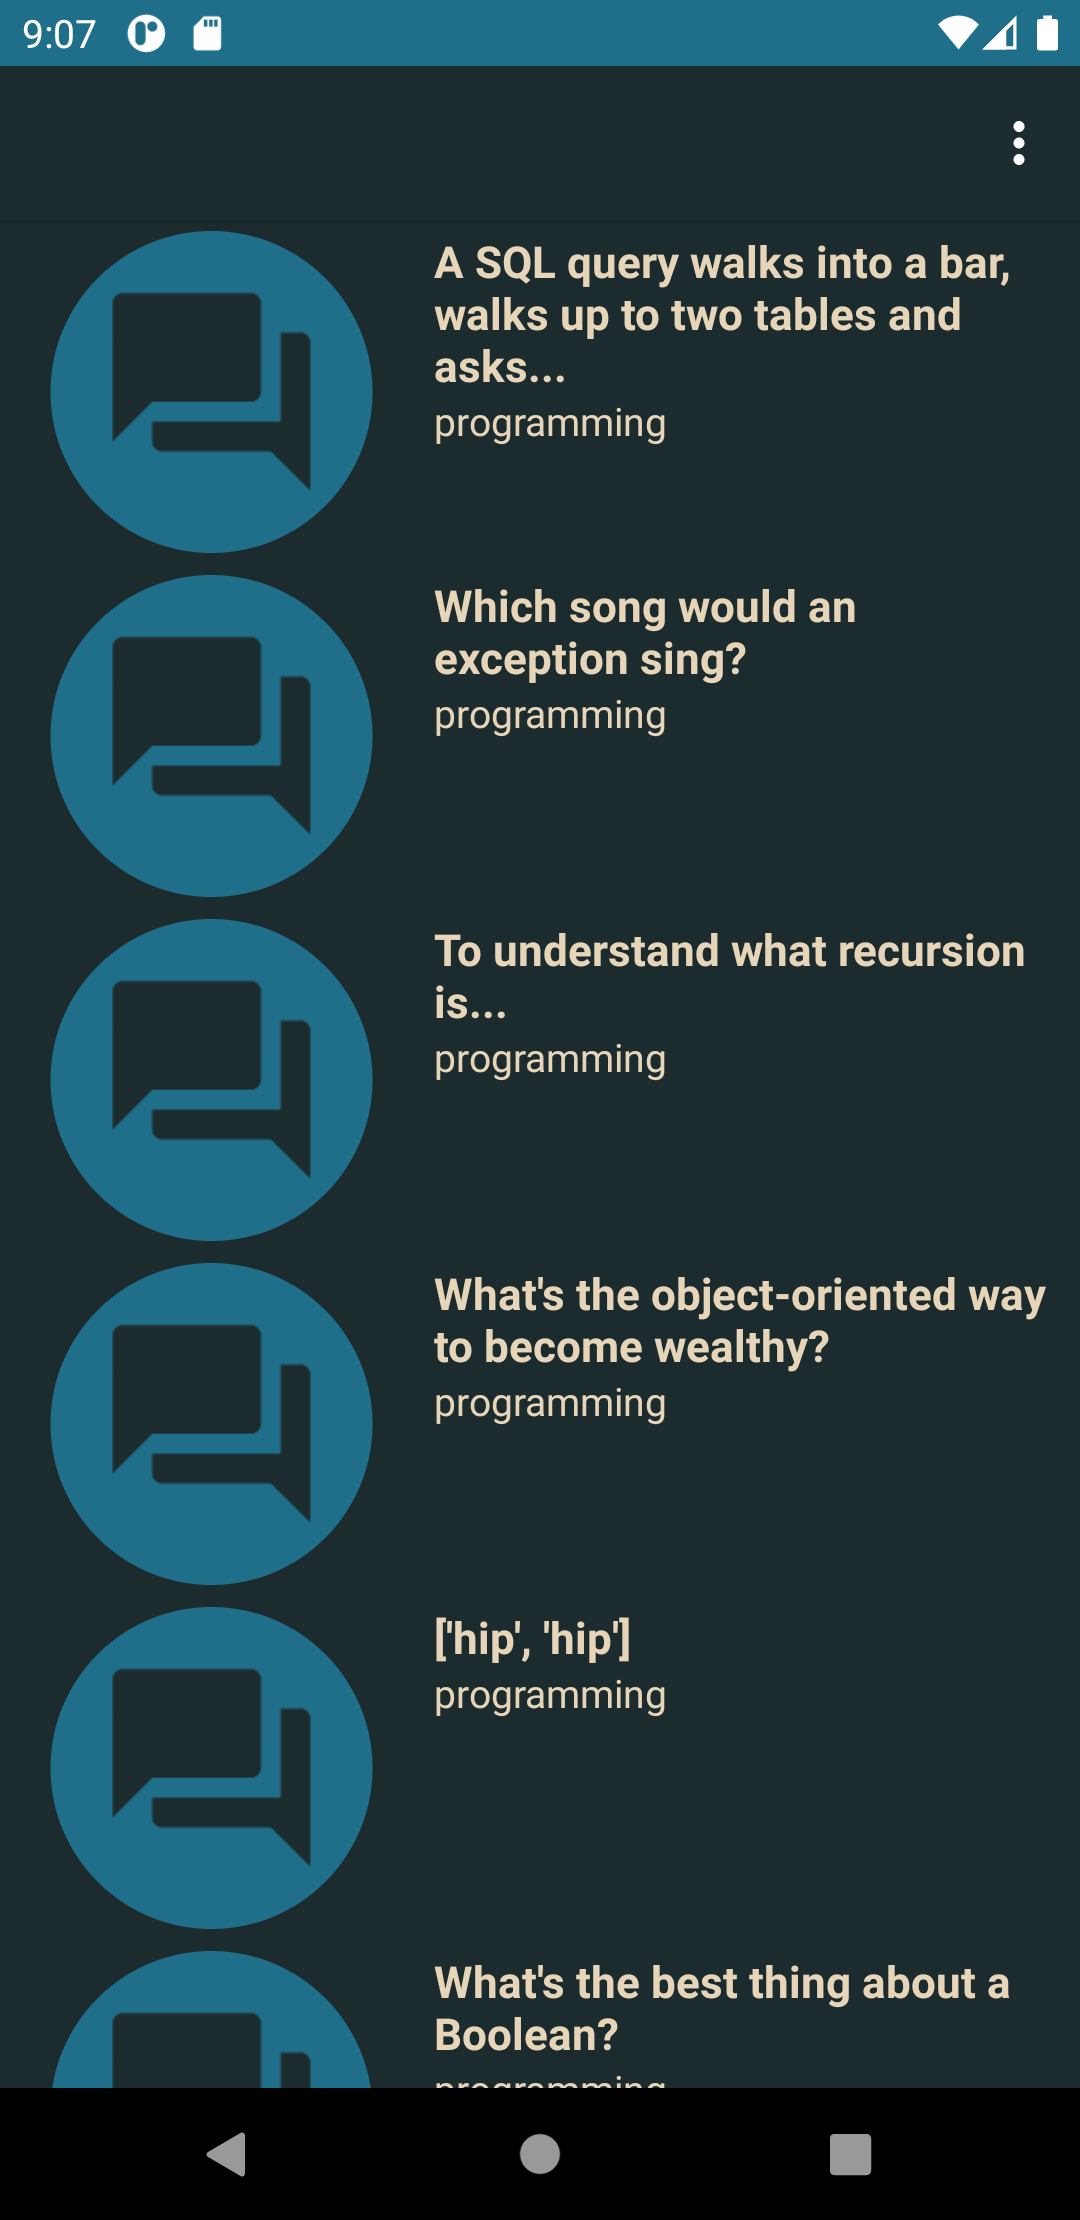 9:07
A SQL query walks into a bar,
walks up to two tables and
asks...
programming
Which song would an
exception sing?
programming
To understand what recursion
is...
programming
What's the object-oriented way
to become wealthy?
programming
['hip', 'hip']
programming
What's the best thing about a
Boolean?
programming